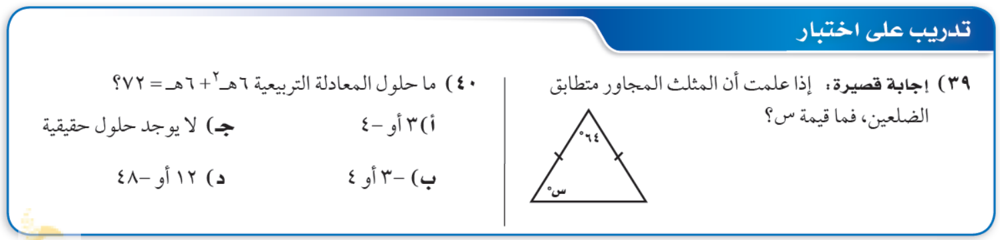 تدريب على اختبار
٣٩) إجابة قصيرة: إذا علمت أن المثلث المجاور متطابق
الضلعين، فما قيمة س؟
٦٤°
س°
٤٠) ما حلول المعادلة التربيعية ٦هـ² + ٦هـ = ٧٢؟
أ) ٣ أو –٤
جـ) لا يوجد حلول حقيقية
ب) –٣ أو ٤
د) ١٢ أو –٤٨